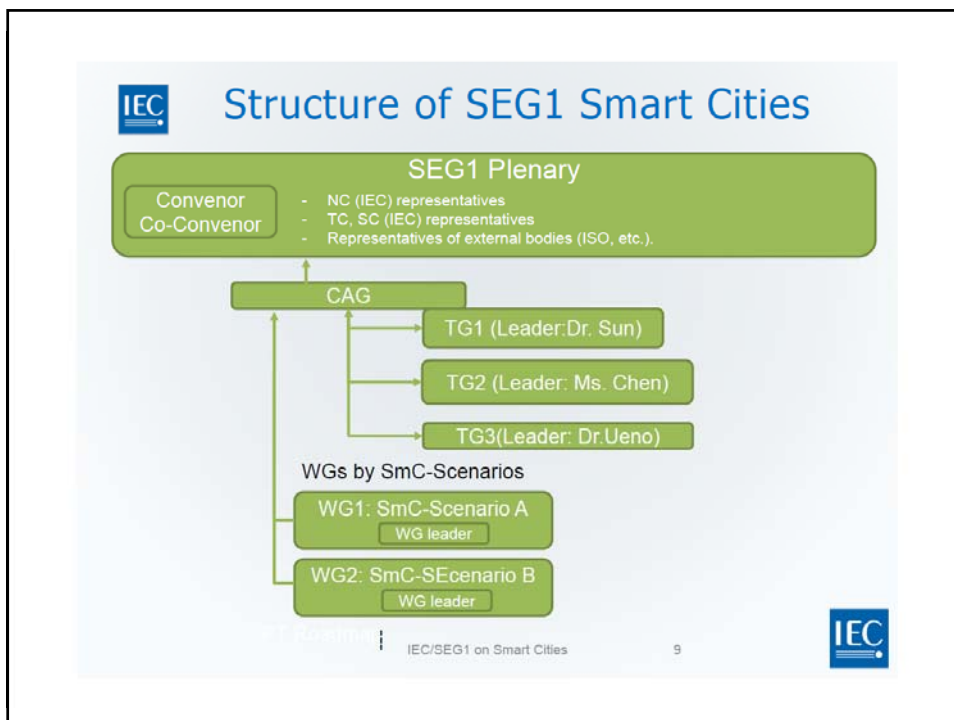 IEC
Structure of SEG1 Smart Cities
SEG1 Plenary
Convenor
Co-Convenor
- NC (IEC) representatives
- TC, SC (IEC) representatives
- Representatives of external bodies (ISO, etc.).
CAG
TG1 (Leader:Dr. Sun)
TG2 (Leader: Ms. Chen)
TG3(Leader: Dr.Ueno)
WGs by SmC-Scenarios
WG1: SmC-Scenario A
WG leader
WG2: SmC-SEcenario B
WG leader
IEC/SEG1 on Smart Cities
9
IEC